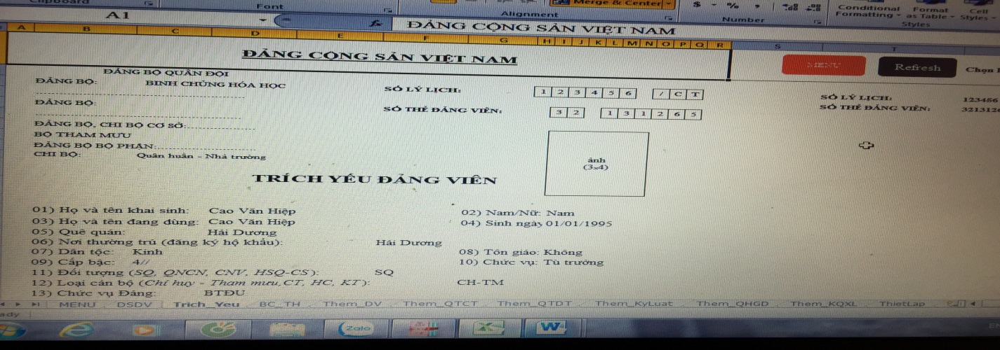 Clipboard Font Alignment Merge & Center Number $ % , Conditional Formatting Format as Table Cell Styles Styles
A1 fx ĐẢNG CỘNG SẢN VIỆT NAM
A B C D E F G H I J K L M N O P Q R S T
ĐẢNG CỘNG SẢN VIỆT NAM
MENU Refresh Chọn
ĐẢNG BỘ QUÂN ĐỘI
ĐẢNG BỘ: BINH CHỦNG HÓA HỌC
SỐ LÝ LỊCH: 1 2 3 4 5 6 / C T
SỐ LÝ LỊCH: 123456
ĐẢNG BỘ:
SỐ THẺ ĐẢNG VIÊN: 3 2 1 3 1 2 6 5
SỐ THẺ ĐẢNG VIÊN: 3213126
ĐẢNG BỘ, CHI BỘ CƠ SỞ:
BỘ THAM MƯU
ĐẢNG BỘ BỘ PHẬN:
CHI BỘ: Quân huấn - Nhà trường
ảnh
(3x4)
TRÍCH YẾU ĐẢNG VIÊN
01) Họ và tên khai sinh: Cao Văn Hiệp 02) Nam/Nữ: Nam
03) Họ và tên đang dùng: Cao Văn Hiệp 04) Sinh ngày 01/01/1995
05) Quê quán: Hải Dương
06) Nơi thường trú (đăng ký hộ khẩu): Hải Dương
07) Dân tộc: Kinh 08) Tôn giáo: Không
09) Cấp bậc: 4// 10) Chức vụ: Tù trưởng
11) Đối tượng (SQ, QNCN, CNV, HSQ-CS): SQ
12) Loại cán bộ (Chỉ huy - Tham mưu,CT, HC, KT): CH-TM
13) Chức vụ Đảng: BTĐU
MENU DSDV Trich_Yeu BC_TH Them_DV Them_QTCT Them_QTDT Them_KyLuat Them_QHGD Them_KQXL ThietLap
Zalo